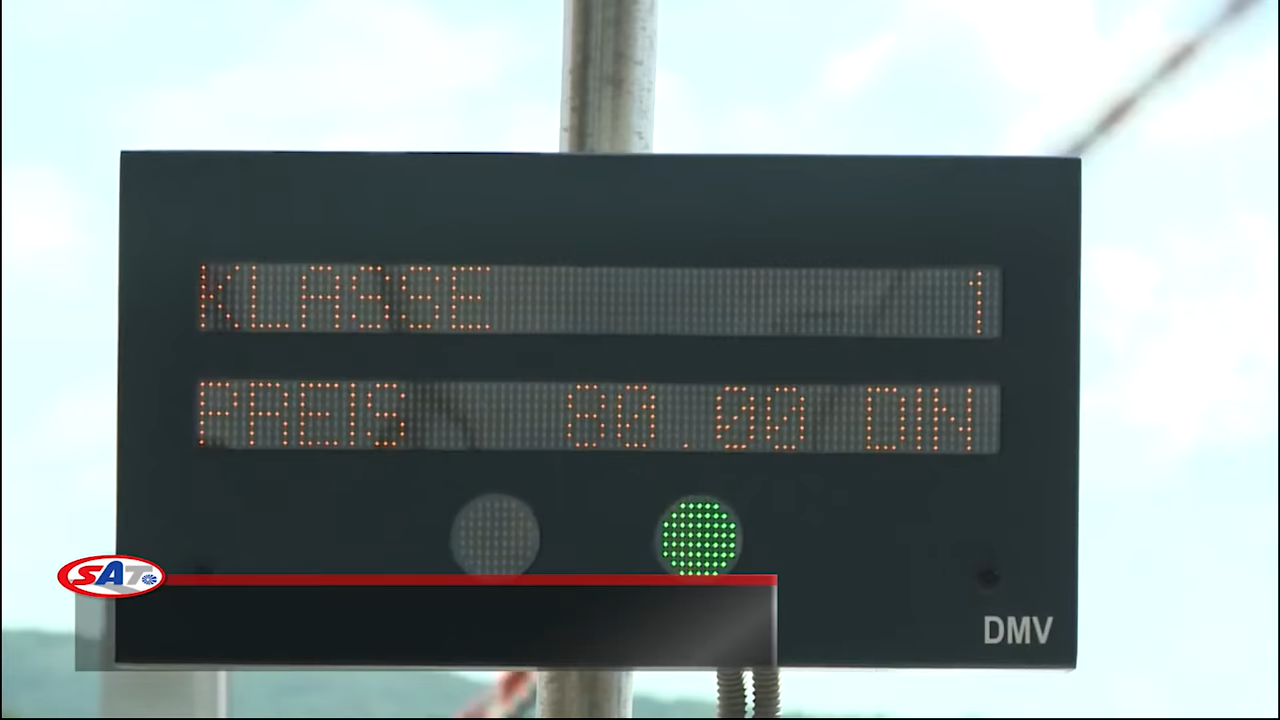 KLASSE 1
PREIS 80.00 DIN
SAT
DMV